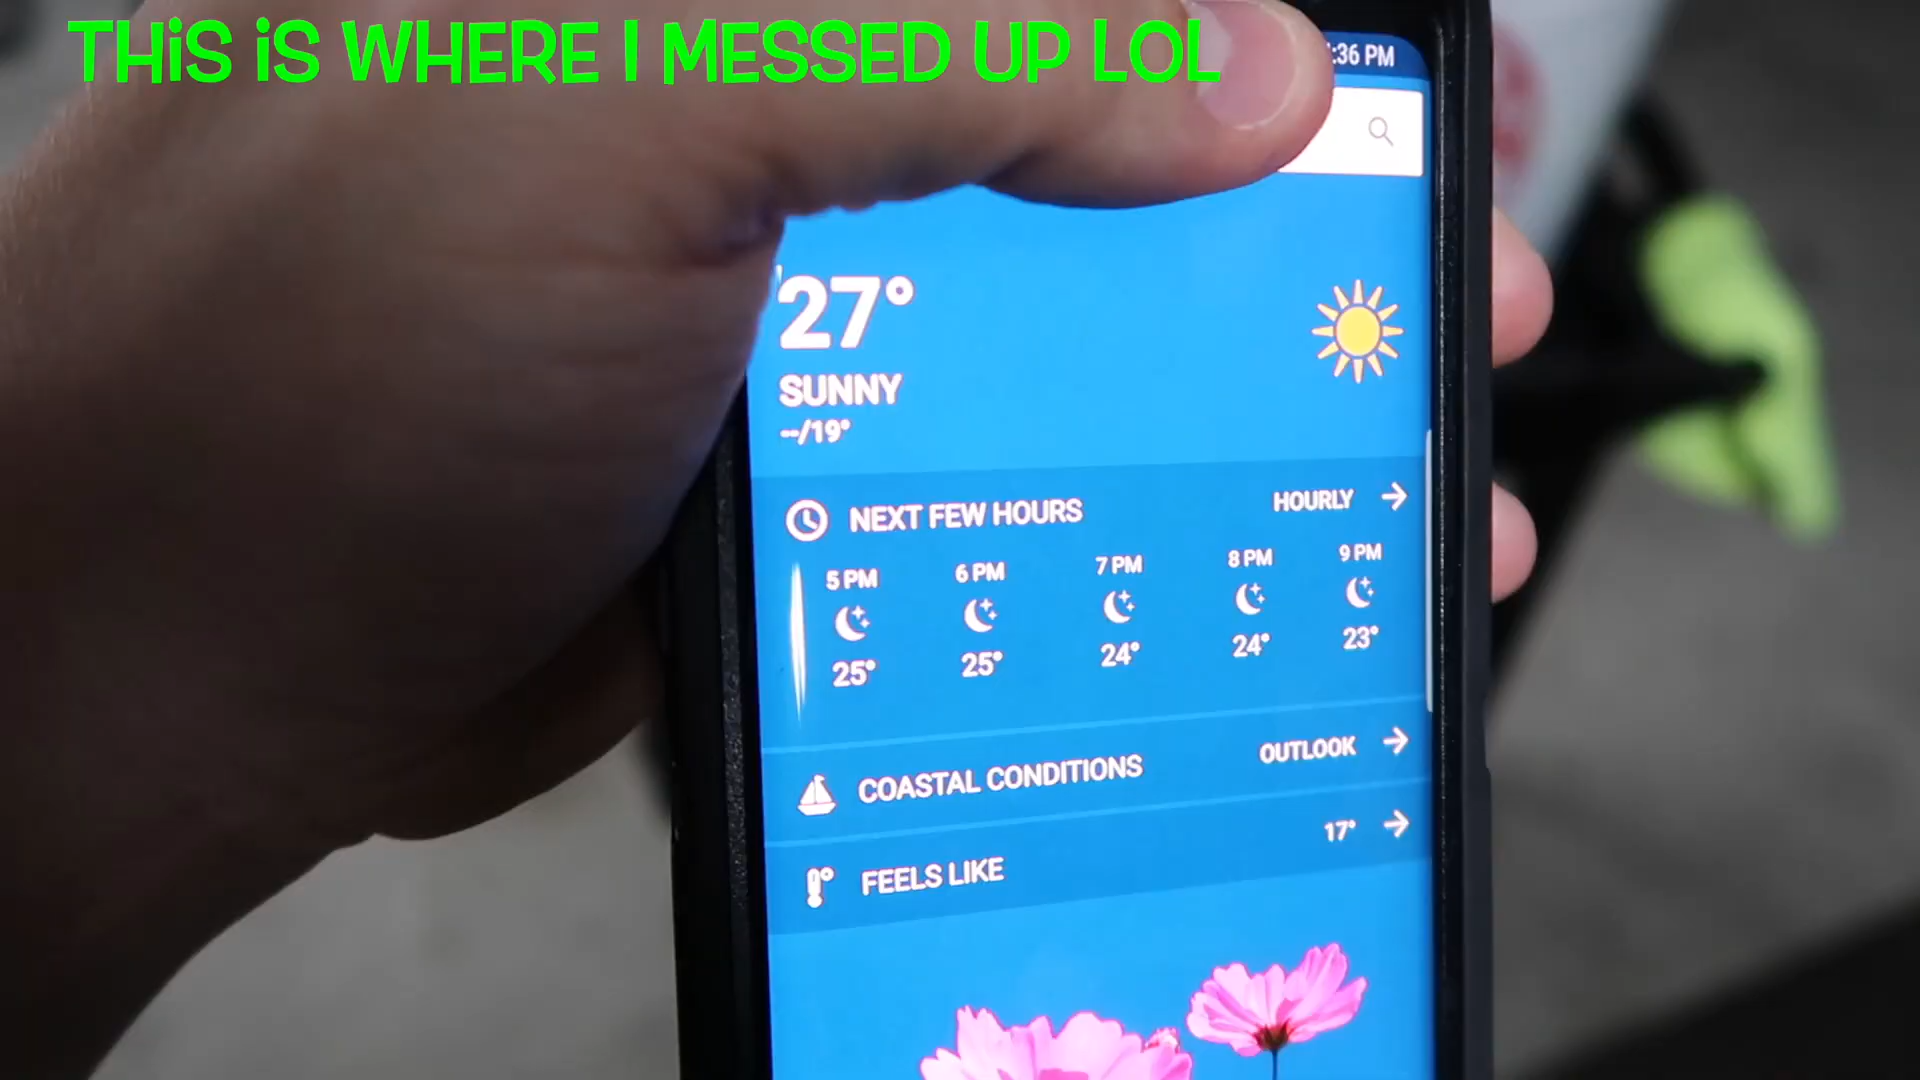 THiS iS WHERE I MESSED UP LOL
:36 PM
27°
SUNNY
--/19°
NEXT FEW HOURS
HOURLY
5 PM 6 PM 7 PM 8 PM 9 PM
25° 25° 24° 24° 23°
COASTAL CONDITIONS
OUTLOOK
FEELS LIKE
17°